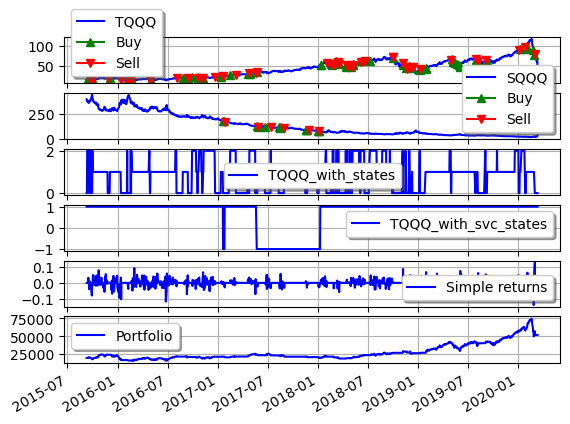 TQQQ
Buy
Sell
100
50
SQQQ
Buy
Sell
250
0
2
0
TQQQ_with_states
1
0
−1
TQQQ_with_svc_states
0.1
0.0
−0.1
Simple returns
75000
50000
25000
Portfolio
2015-07
2016-01
2016-07
2017-01
2017-07
2018-01
2018-07
2019-01
2019-07
2020-01